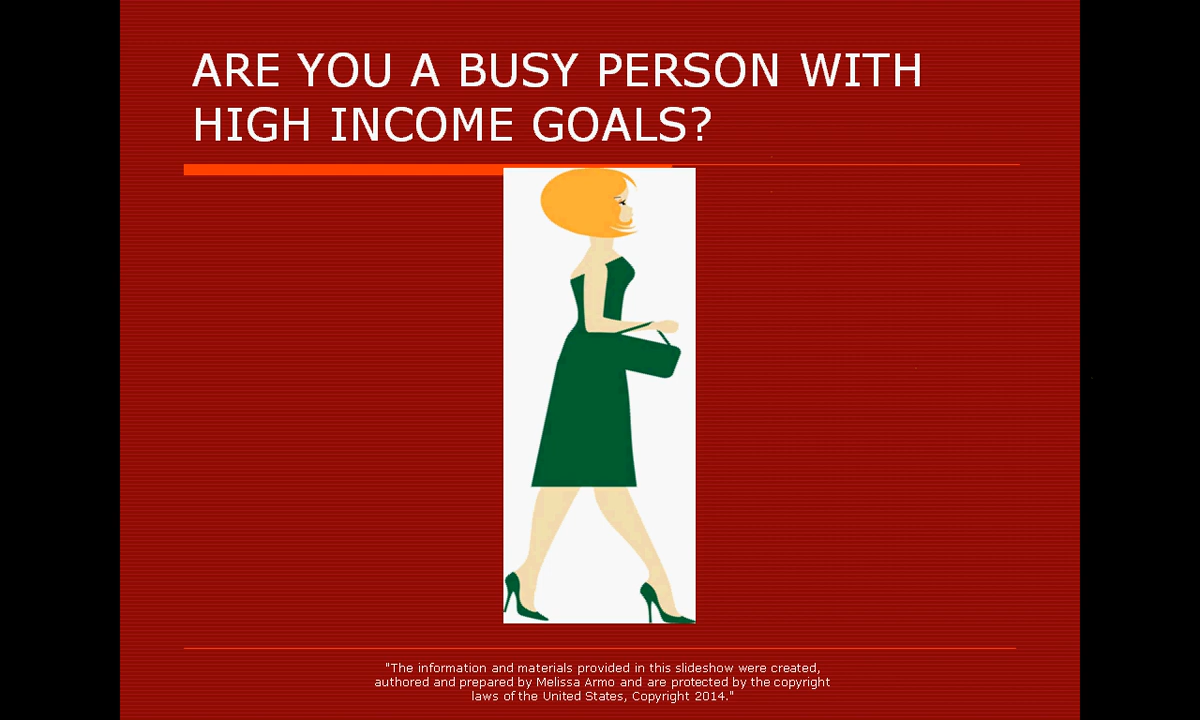 ARE YOU A BUSY PERSON WITH
HIGH INCOME GOALS?
"The information and materials provided in this slideshow were created,
authored and prepared by Melissa Armo and are protected by the copyright
laws of the United States, Copyright 2014."